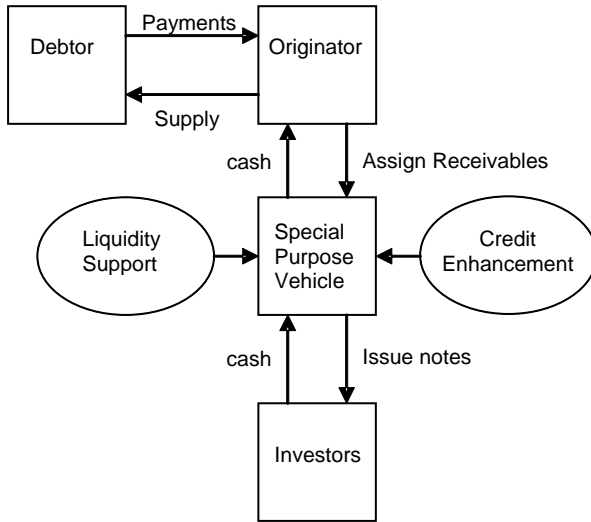 Payments
Debtor
Originator
Supply
cash
Assign Receivables
Liquidity
Support
Special
Purpose
Vehicle
Credit
Enhancement
cash
Issue notes
Investors